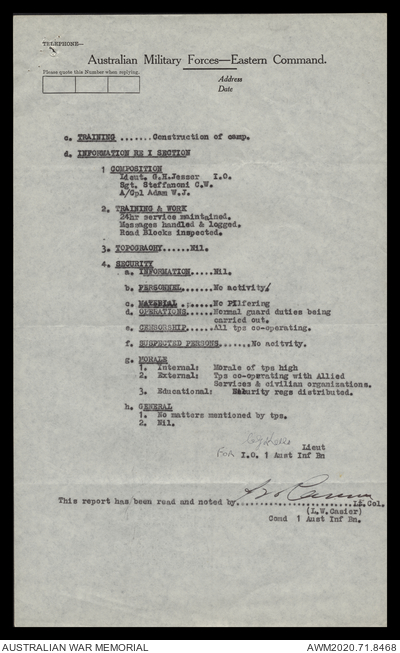 TELEPHONE—
Australian Military Forces—Eastern Command.
Please quote this Number when replying.
Address
Date
c. TRAINING .......Construction of camp.
d. INFORMATION RE I SECTION
1 COMPOSITION
Lieut. G.H.Jesser I.O.
Sgt. Steffanoni C.W.
A/Cpl Adam W.J.
2. TRAINING & WORK
24hr service maintained.
Messages handled & logged.
Road Blocks inspected.
3. TOPOGRAOHY......Nil.
4. SECURITY
a. INFORMATION.....Nil.
b. PERSONNEL.......No activity.
c. MATERIAL ......No Pilfering
d. OPERATIONS.....Normal guard duties being
carried out.
e. CENSORSHIP.....All tps co-operating.
f. SUSPECTED PERSONS.......No acitvity.
g. MORALE
1. Internal: Morale of tps high
2. External: Tps co-operating with Allied
Services & civilian organizations.
3. Educational: Security regs distributed.
h. GENERAL
1. No matters mentioned by tps.
2. Nil.
Lieut
FOR I.O. 1 Aust Inf Bn
This report has been read and noted by......................Lt.Col.
(L.W.Casier)
Comd 1 Aust Inf Bn.
AUSTRALIAN WAR MEMORIAL
AWM2020.71.8468